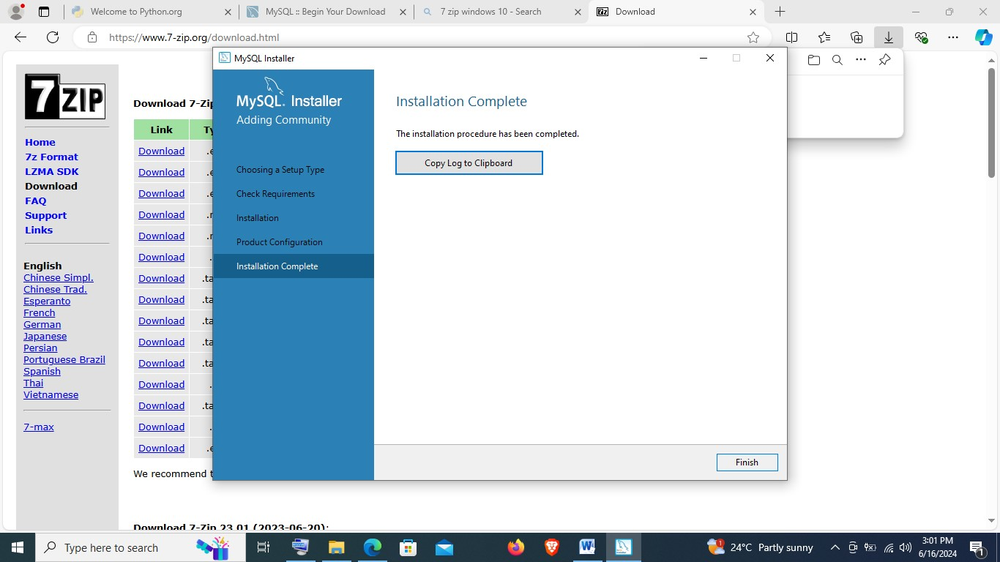 Welcome to Python.org
MySQL :: Begin Your Download
7 zip windows 10 - Search
7z
Download
https://www.7-zip.org/download.html
7ZIP
Home
7z Format
LZMA SDK
Download
FAQ
Support
Links
English
Chinese Simpl.
Chinese Trad.
Esperanto
French
German
Japanese
Persian
Portuguese Brazil
Spanish
Thai
Vietnamese
7-max
Download 7-Zip
Link Ty
Download .e
Download .e
Download .e
Download .r
Download .r
Download .
Download .ta
Download .ta
Download .ta
Download .ta
Download .ta
Download .
Download .ta
Download .
Download .e
We recommend t
Download 7-Zip 23.01 (2023-06-20):
MySQL Installer
MySQL. Installer
Adding Community
Choosing a Setup Type
Check Requirements
Installation
Product Configuration
Installation Complete
Installation Complete
The installation procedure has been completed.
Copy Log to Clipboard
Finish
Type here to search
1
24°C Partly sunny
3:01 PM
6/16/2024
1